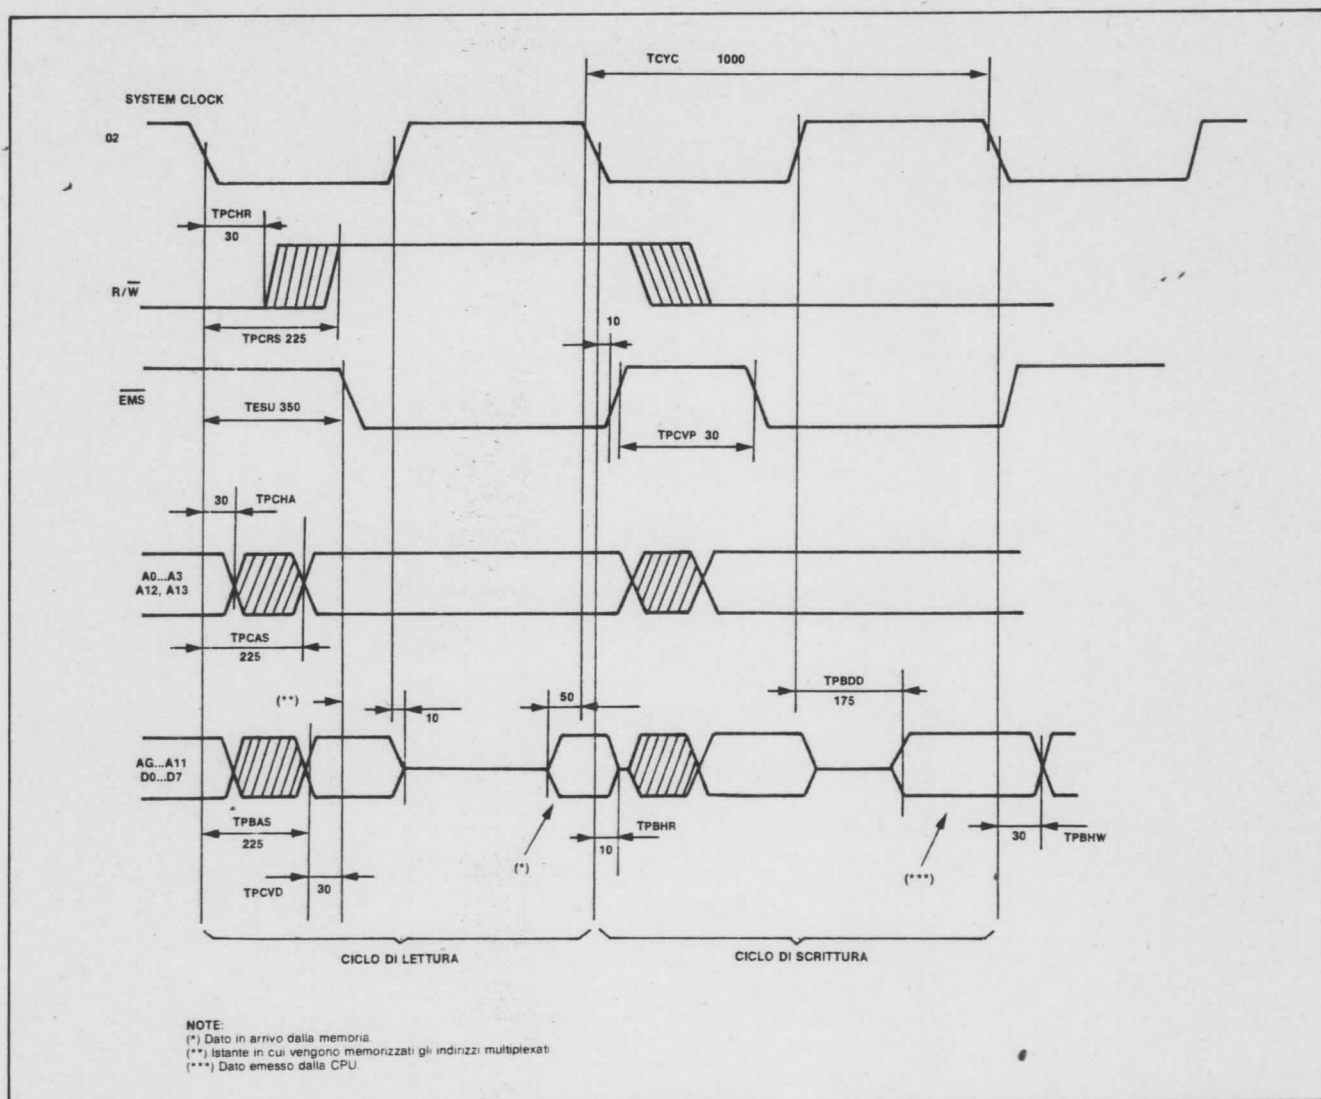 TCYC 1000
SYSTEM CLOCK
02
TPCHR
30
R/W
TPCRS 225
10
EMS
TESU 350
TPCVP 30
30 TPCHA
A0...A3
A12, A13
TPCAS
225
TPBDD
175
(**)
10
50
AG...A11
D0...D7
TPBAS
225
TPCVD 30
(*)
10
TPBHR
(***)
30
TPBHW
CICLO DI LETTURA
CICLO DI SCRITTURA
NOTE:
(*) Dato in arrivo dalla memoria.
(**) Istante in cui vengono memorizzati gli indirizzi multiplexati
(***) Dato emesso dalla CPU.